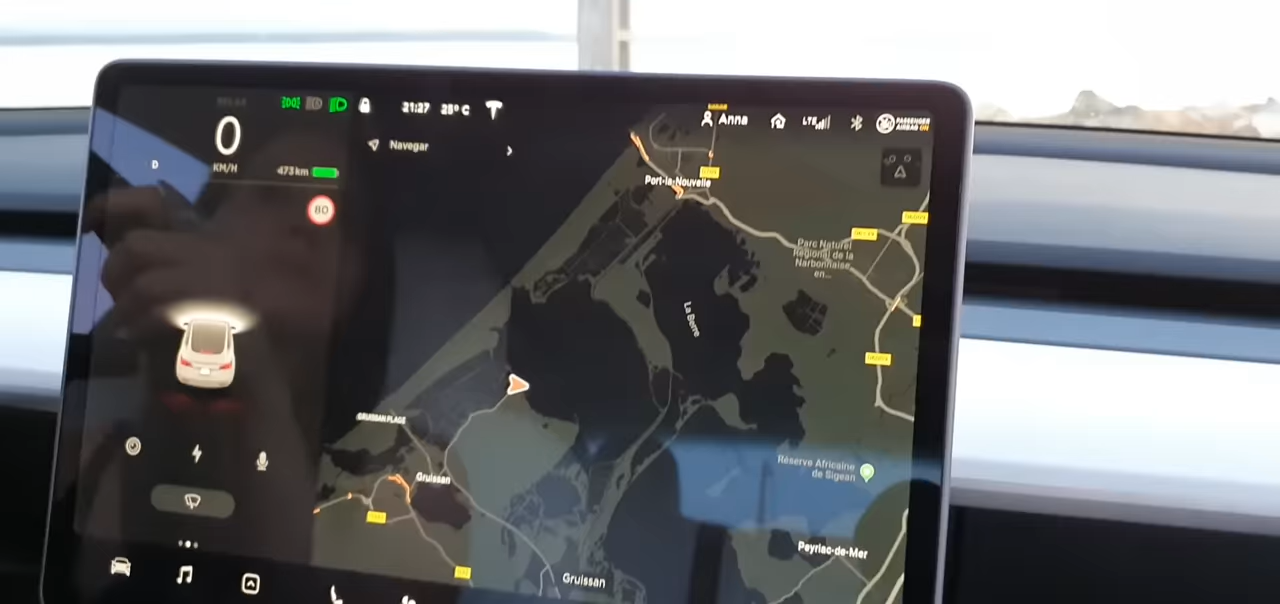 21:27
25° C
Anna
LTE
PASSENGER
AIRBAG ON
0
KM/H
D
473 km
80
Navegar
Port-la-Nouvelle
Parc Naturel
Régional de la
Narbonnaise
en...
La Berre
GRUISSAN PLAGE
Gruissan
Réserve Africaine
de Sigean
Peyriac-de-Mer
Gruissan